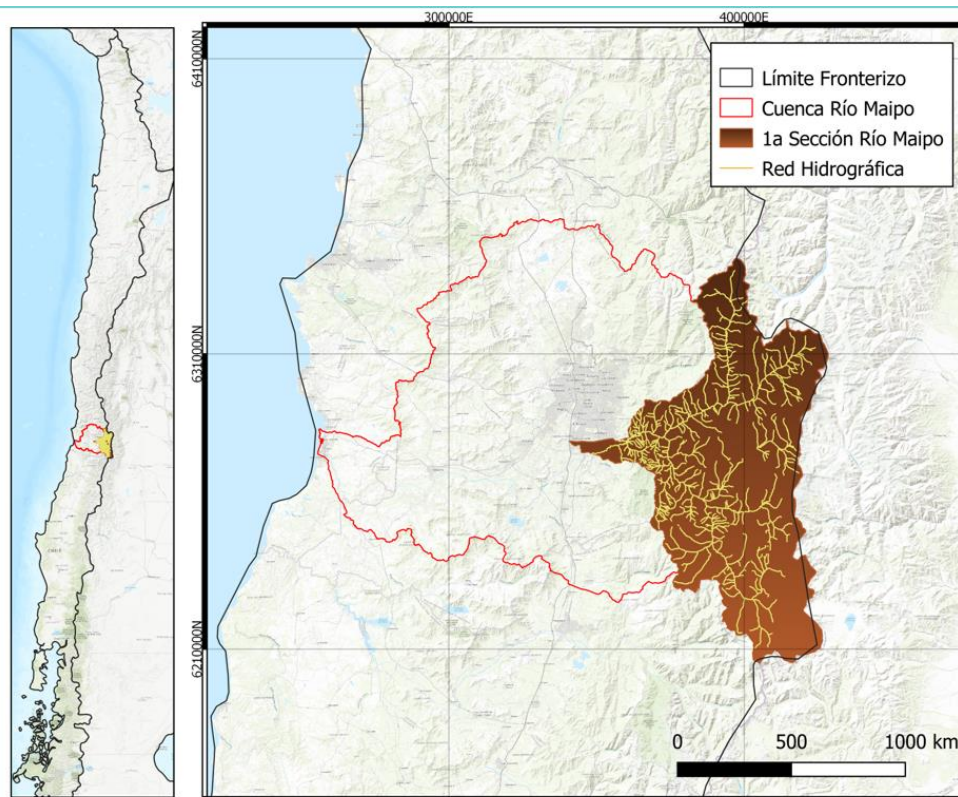 300000E 400000E
6410000N
6310000N
6210000N
Límite Fronterizo
Cuenca Río Maipo
1a Sección Río Maipo
Red Hidrográfica
0 500 1000 km